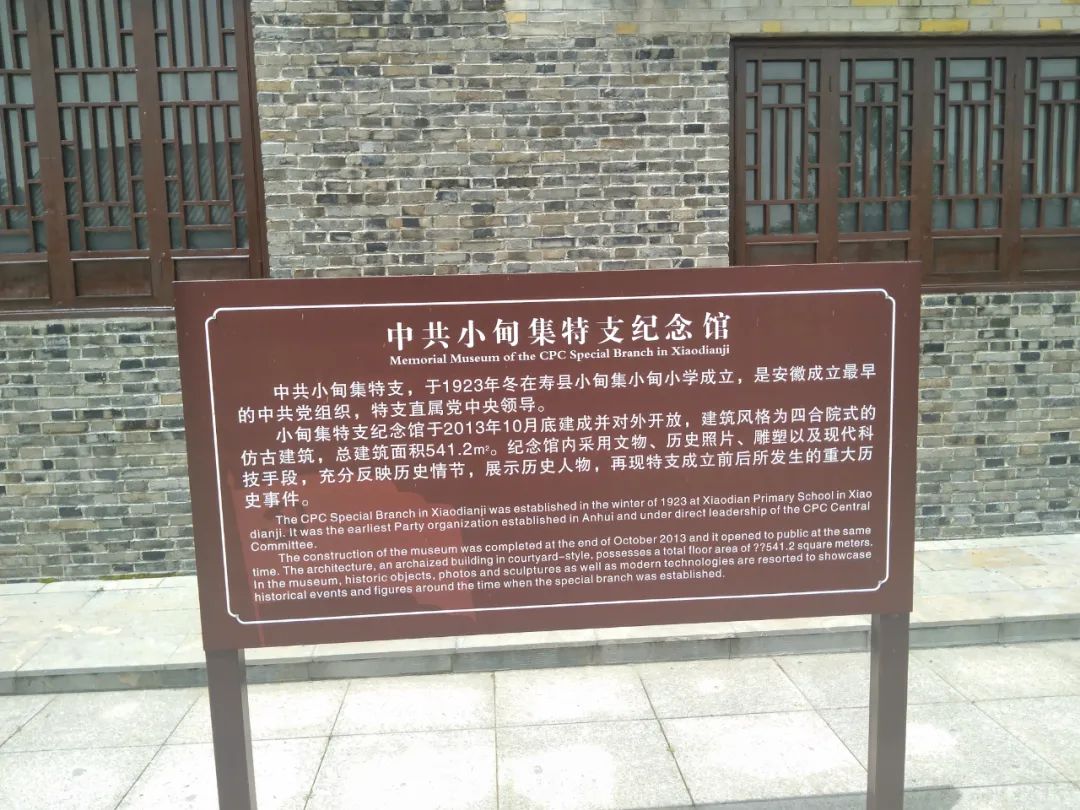 中共小甸集特支纪念馆
Memorial Museum of the CPC Special Branch in Xiaodianji
中共小甸集特支，于1923年冬在寿县小甸集小甸小学成立，是安徽成立最早
的中共党组织，特支直属党中央领导。
小甸集特支纪念馆于2013年10月底建成并对外开放，建筑风格为四合院式的
仿古建筑，总建筑面积541.2㎡。纪念馆内采用文物、历史照片、雕塑以及现代科
技手段，充分反映历史情节，展示历史人物，再现特支成立前后所发生的重大历
史事件。
The CPC Special Branch in Xiaodianji was established in the winter of 1923 at Xiaodian Primary School in Xiao
dianji. It was the earliest Party organization established in Anhui and under direct leadership of the CPC Central
Committee.
The construction of the museum was completed at the end of October 2013 and it opened to public at the same
time. The architecture, an archaized building in courtyard-style, possesses a total floor area of ??541.2 square meters.
In the museum, historic objects, photos and sculptures as well as modern technologies are resorted to showcase
historical events and figures around the time when the special branch was established.